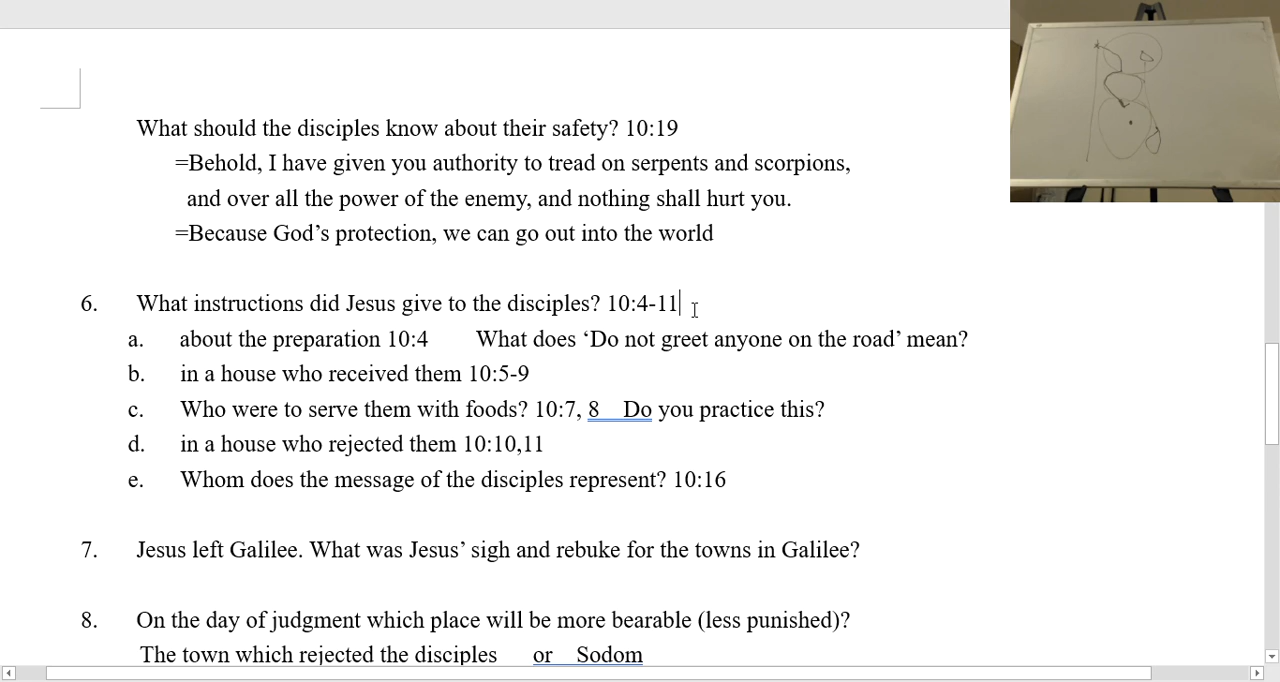 What should the disciples know about their safety? 10:19
=Behold, I have given you authority to tread on serpents and scorpions,
and over all the power of the enemy, and nothing shall hurt you.
=Because God’s protection, we can go out into the world
6. What instructions did Jesus give to the disciples? 10:4-11
a. about the preparation 10:4 What does ‘Do not greet anyone on the road’ mean?
b. in a house who received them 10:5-9
c. Who were to serve them with foods? 10:7, 8 Do you practice this?
d. in a house who rejected them 10:10,11
e. Whom does the message of the disciples represent? 10:16
7. Jesus left Galilee. What was Jesus’ sigh and rebuke for the towns in Galilee?
8. On the day of judgment which place will be more bearable (less punished)?
The town which rejected the disciples or Sodom